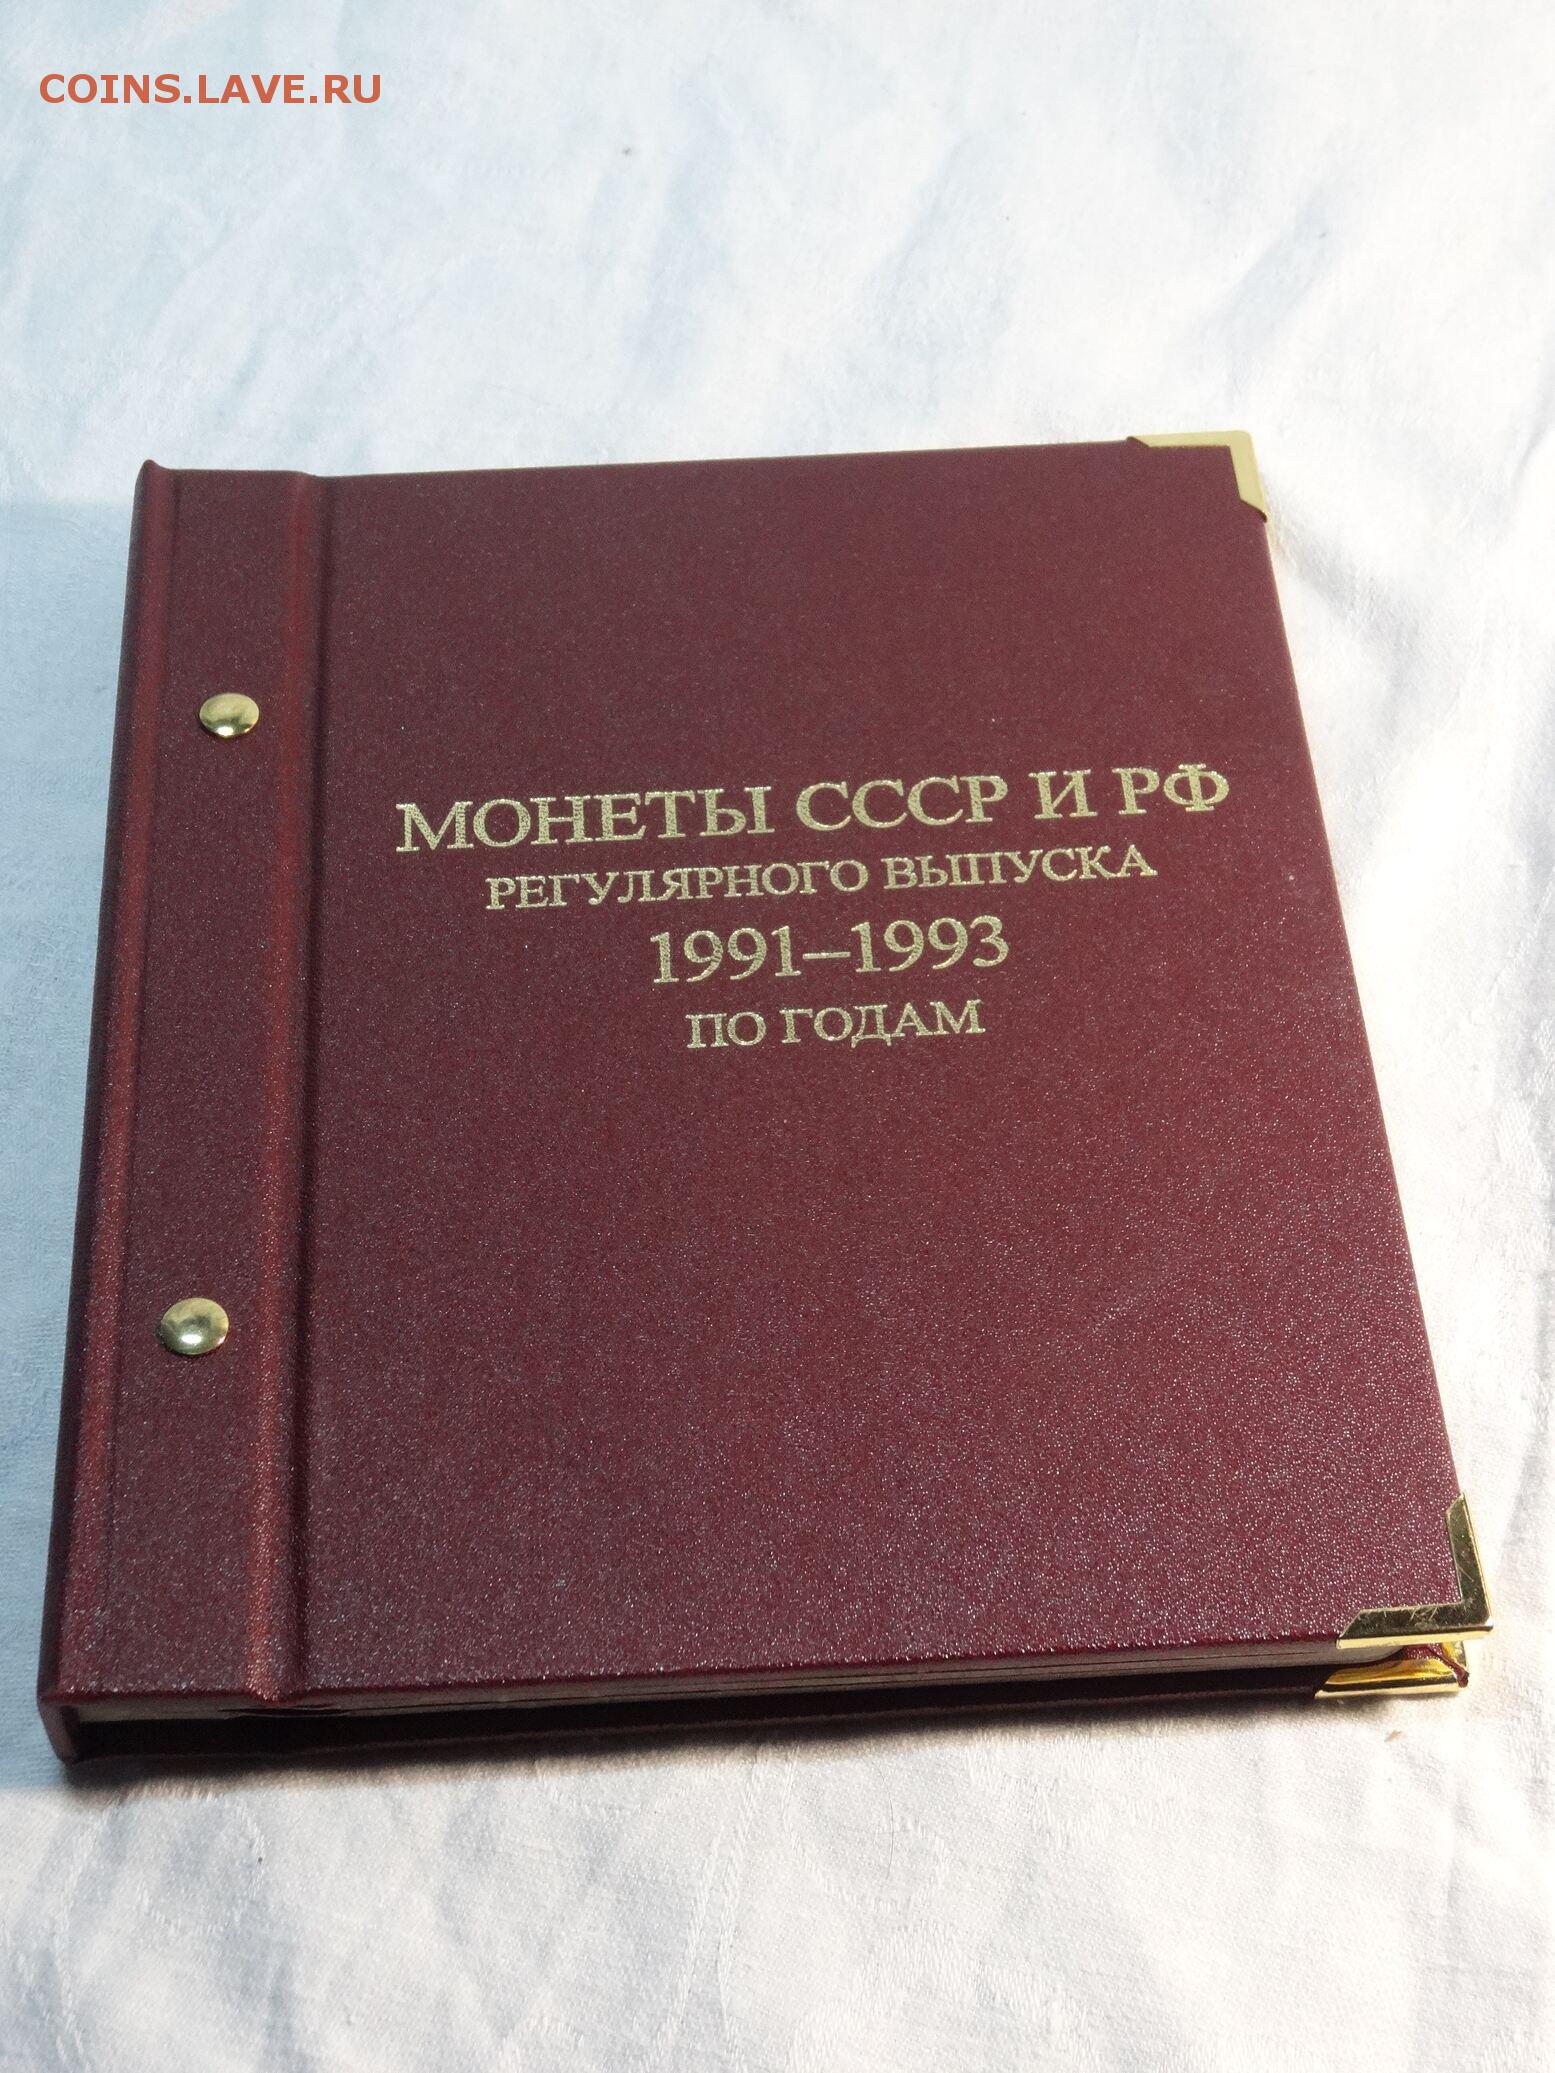 COINS.LAVE.RU
МОНЕТЫ СССР И РФ
РЕГУЛЯРНОГО ВЫПУСКА
1991–1993
ПО ГОДАМ